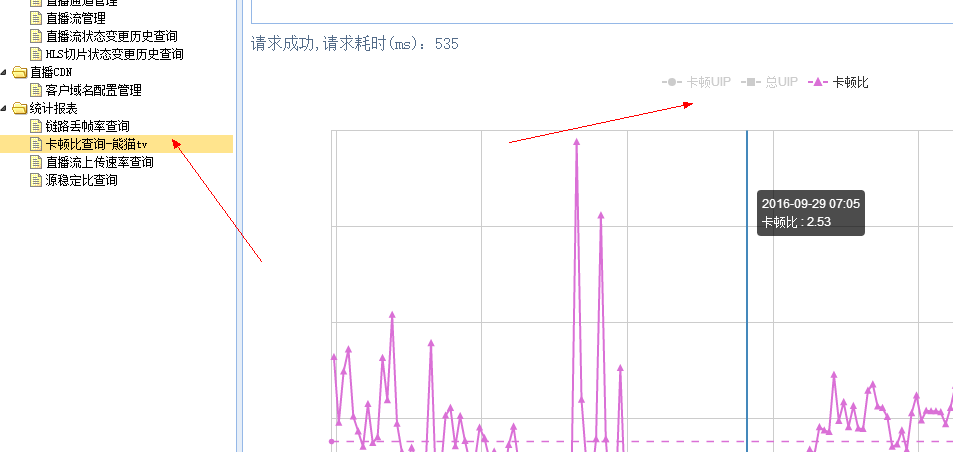 直播通道管理
直播流管理
直播流状态变更历史查询
HLS切片状态变更历史查询
直播CDN
客户域名配置管理
统计报表
链路丢帧率查询
卡顿比查询-熊猫tv
直播流上传速率查询
源稳定比查询
请求成功,请求耗时(ms): 535
卡顿UIP 总UIP 卡顿比
2016-09-29 07:05
卡顿比 : 2.53